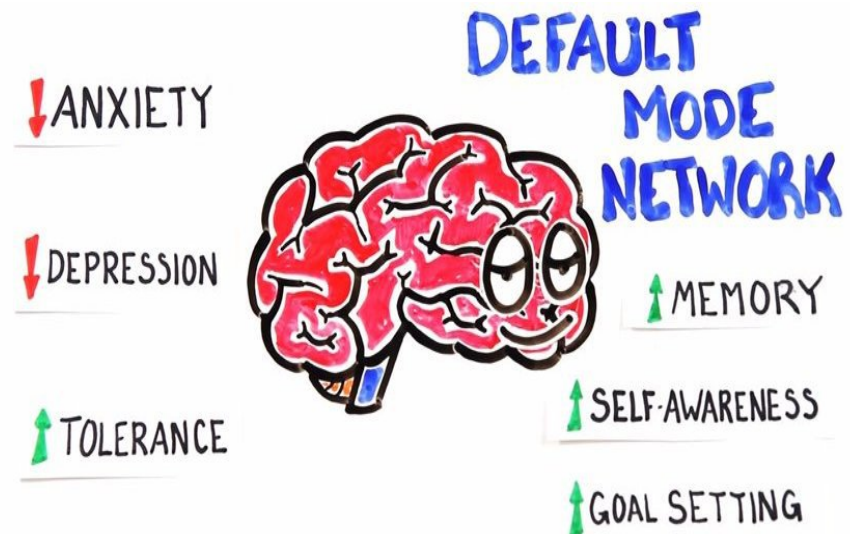 DEFAULT
MODE
NETWORK
ANXIETY
DEPRESSION
TOLERANCE
MEMORY
SELF-AWARENESS
GOAL SETTING